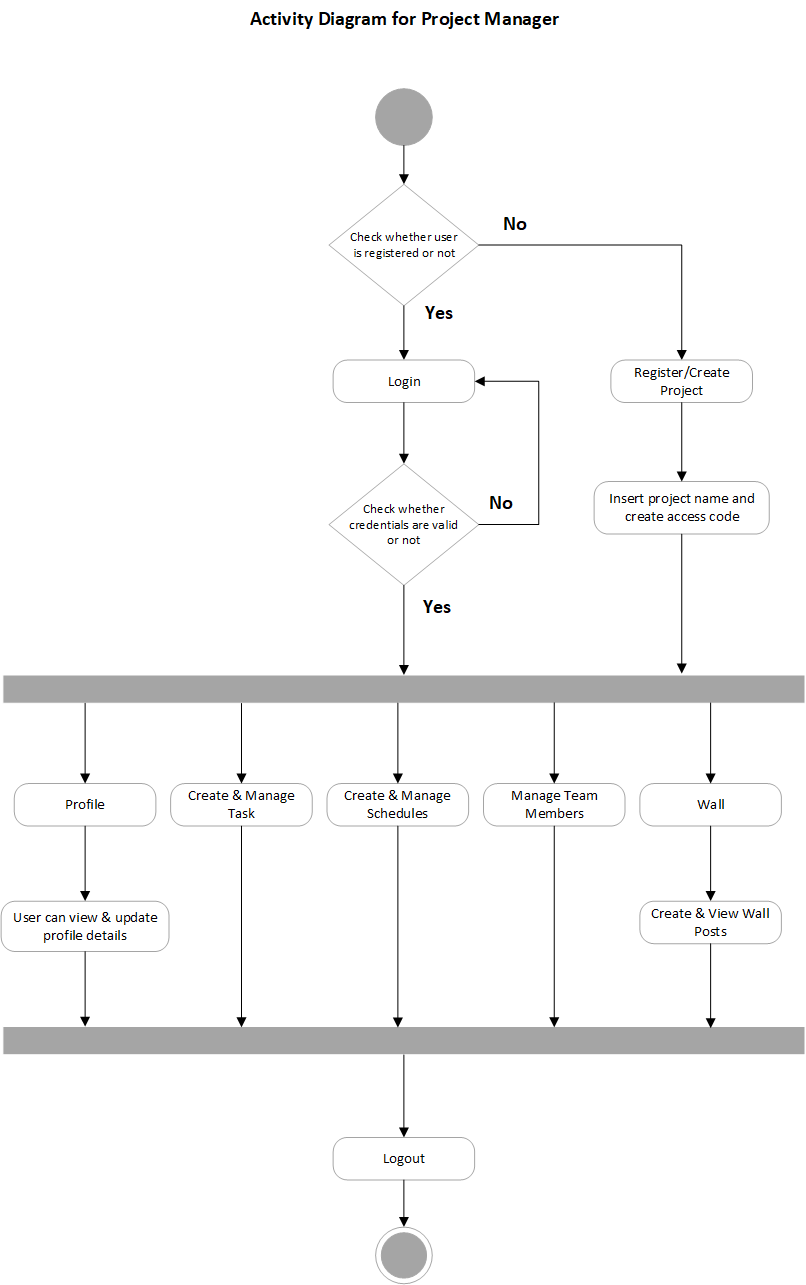 Activity Diagram for Project Manager
No
Check whether user
is registered or not
Yes
Login
Register/Create
Project
Check whether
credentials are valid
or not
No
Insert project name and
create access code
Yes
Profile
Create & Manage
Task
Create & Manage
Schedules
Manage Team
Members
Wall
User can view & update
profile details
Create & View Wall
Posts
Logout